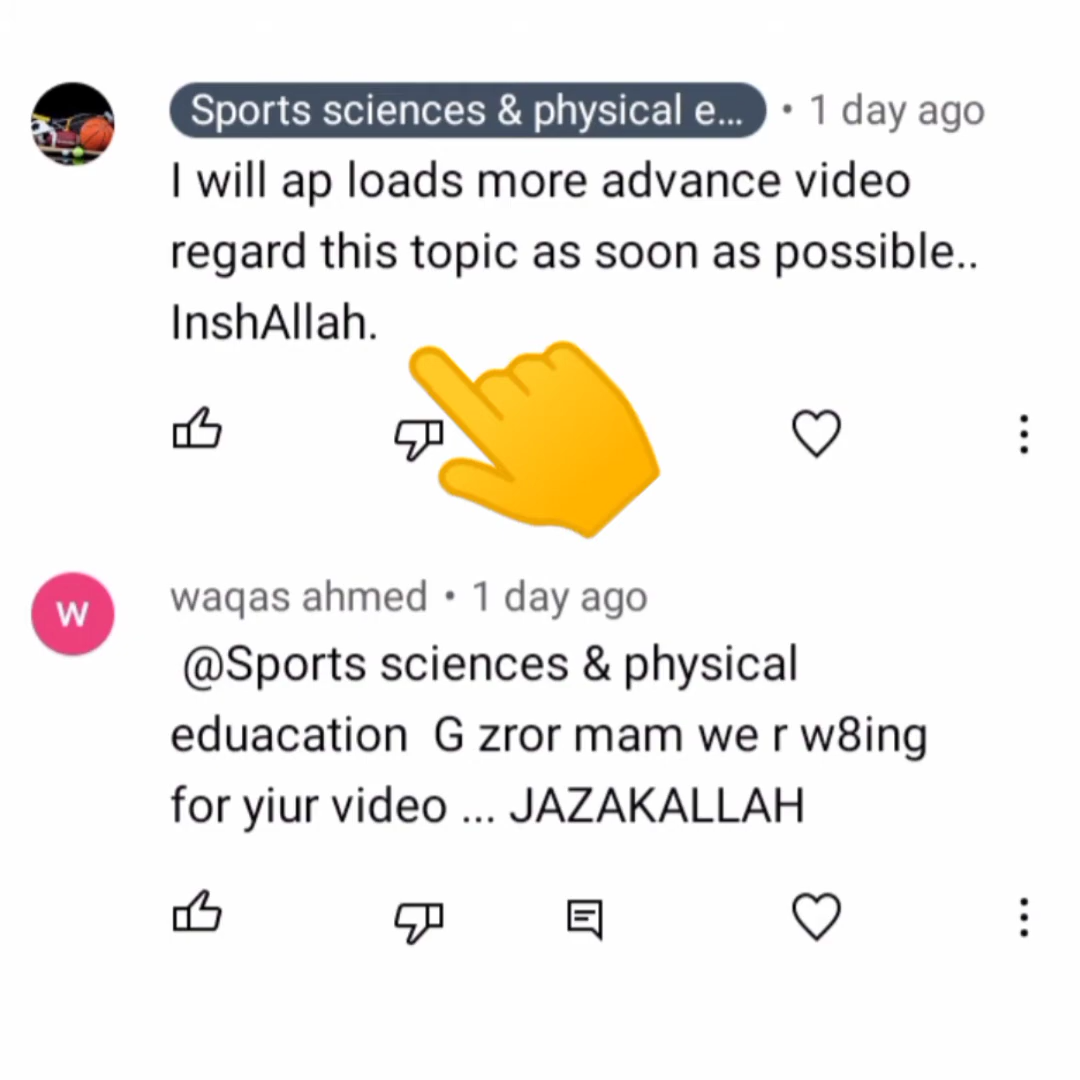 Sports sciences & physical e... • 1 day ago
I will ap loads more advance video
regard this topic as soon as possible..
InshAllah.
W
waqas ahmed • 1 day ago
@Sports sciences & physical
eduacation G zror mam we r w8ing
for yiur video ... JAZAKALLAH